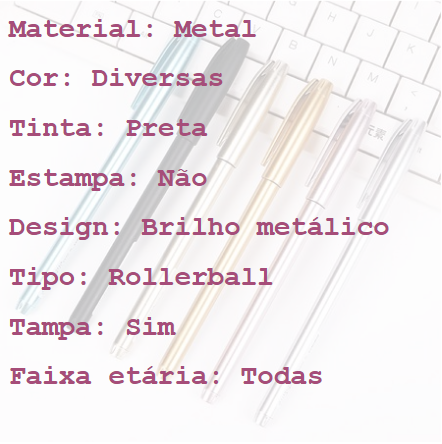 Material: Metal
Cor: Diversas
Tinta: Preta
Estampa: Não
Design: Brilho metálico
Tipo: Rollerball
Tampa: Sim
Faixa etária: Todas